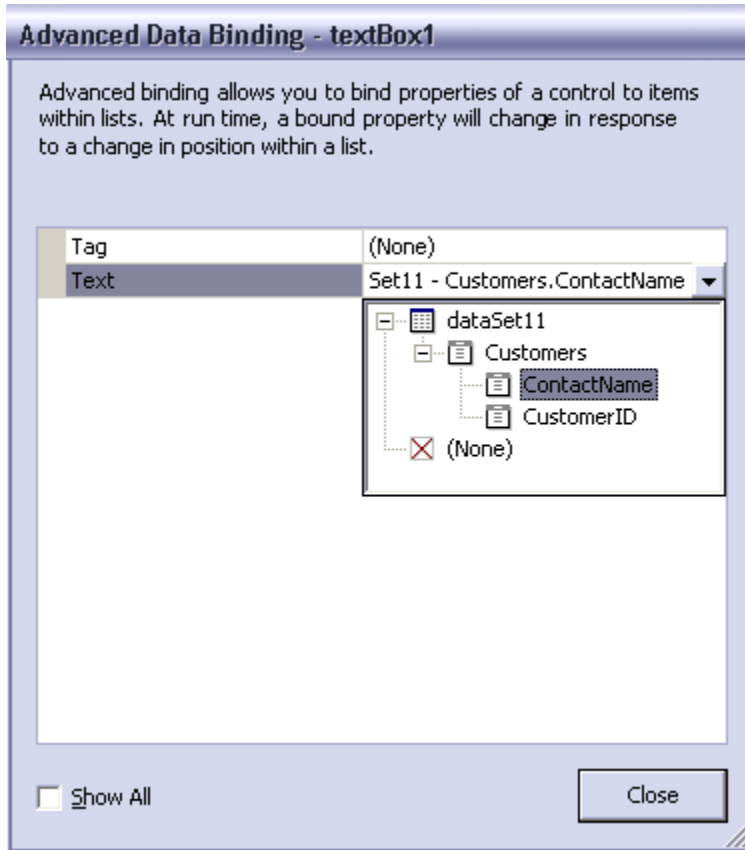 Advanced Data Binding - textBox1
Advanced binding allows you to bind properties of a control to items
within lists. At run time, a bound property will change in response
to a change in position within a list.
Tag (None)
Text Set11 - Customers.ContactName
dataSet11
Customers
ContactName
CustomerID
(None)
Show All Close